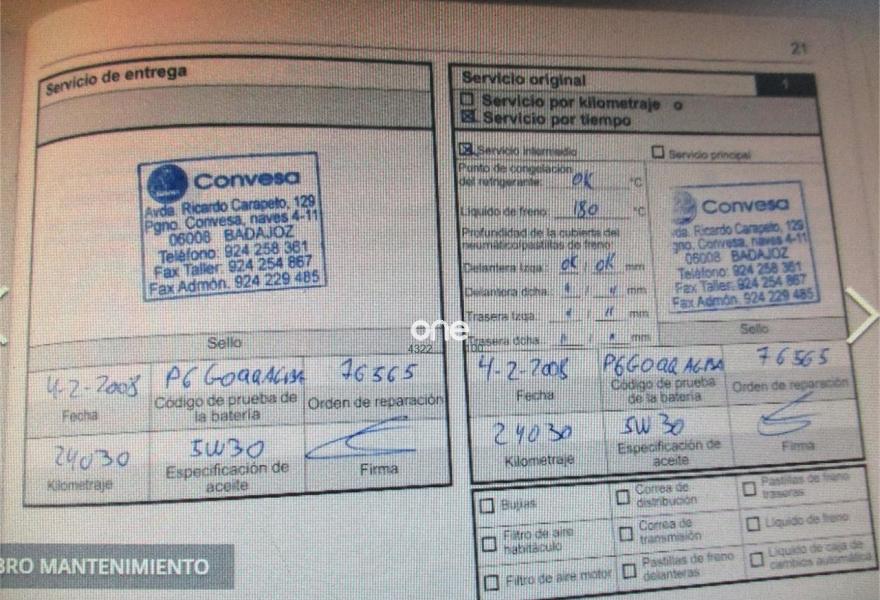 21
Servicio de entrega
Convesa
Avda. Ricardo Carapeto, 129
Pgno. Convesa, naves 4-11
06008 BADAJOZ
Teléfono: 924 258 361
Fax Taller: 924 254 867
Fax Admón. 924 229 485
Sello
4-2-2008
76565
Fecha
Código de prueba de la batería
Orden de reparación
24030
5W30
Kilometraje
Especificación de aceite
Firma
Servicio original
1
Servicio por kilometraje o
Servicio por tiempo
Servicio intermedio
Servicio principal
Punto de congelación
del refrigerante: OK °C
Líquido de freno: 180 °C
Profundidad de la cubierta del
neumático/pastillas de freno:
Delantera izqa.: OK / OK mm
Delantera dcha.: " / " mm
Trasera izqa.: " / " mm
Trasera dcha.: " / " mm
Convesa
Avda. Ricardo Carapeto, 129
Pgno. Convesa, naves 4-11
06008 BADAJOZ
Teléfono: 924 258 361
Fax Taller: 924 254 867
Fax Admón. 924 229 485
Sello
4-2-2008
76565
Fecha
Código de prueba
de la batería
Orden de reparación
24030
5W30
Kilometraje
Especificación de
aceite
Firma
Bujías
Correa de
distribución
Pastillas de freno
traseras
Filtro de aire
habitáculo
Correa de
transmisión
Líquido de freno
Filtro de aire motor
Pastillas de freno
delanteras
Líquido de caja de
cambios automática
one
4322
BRO MANTENIMIENTO